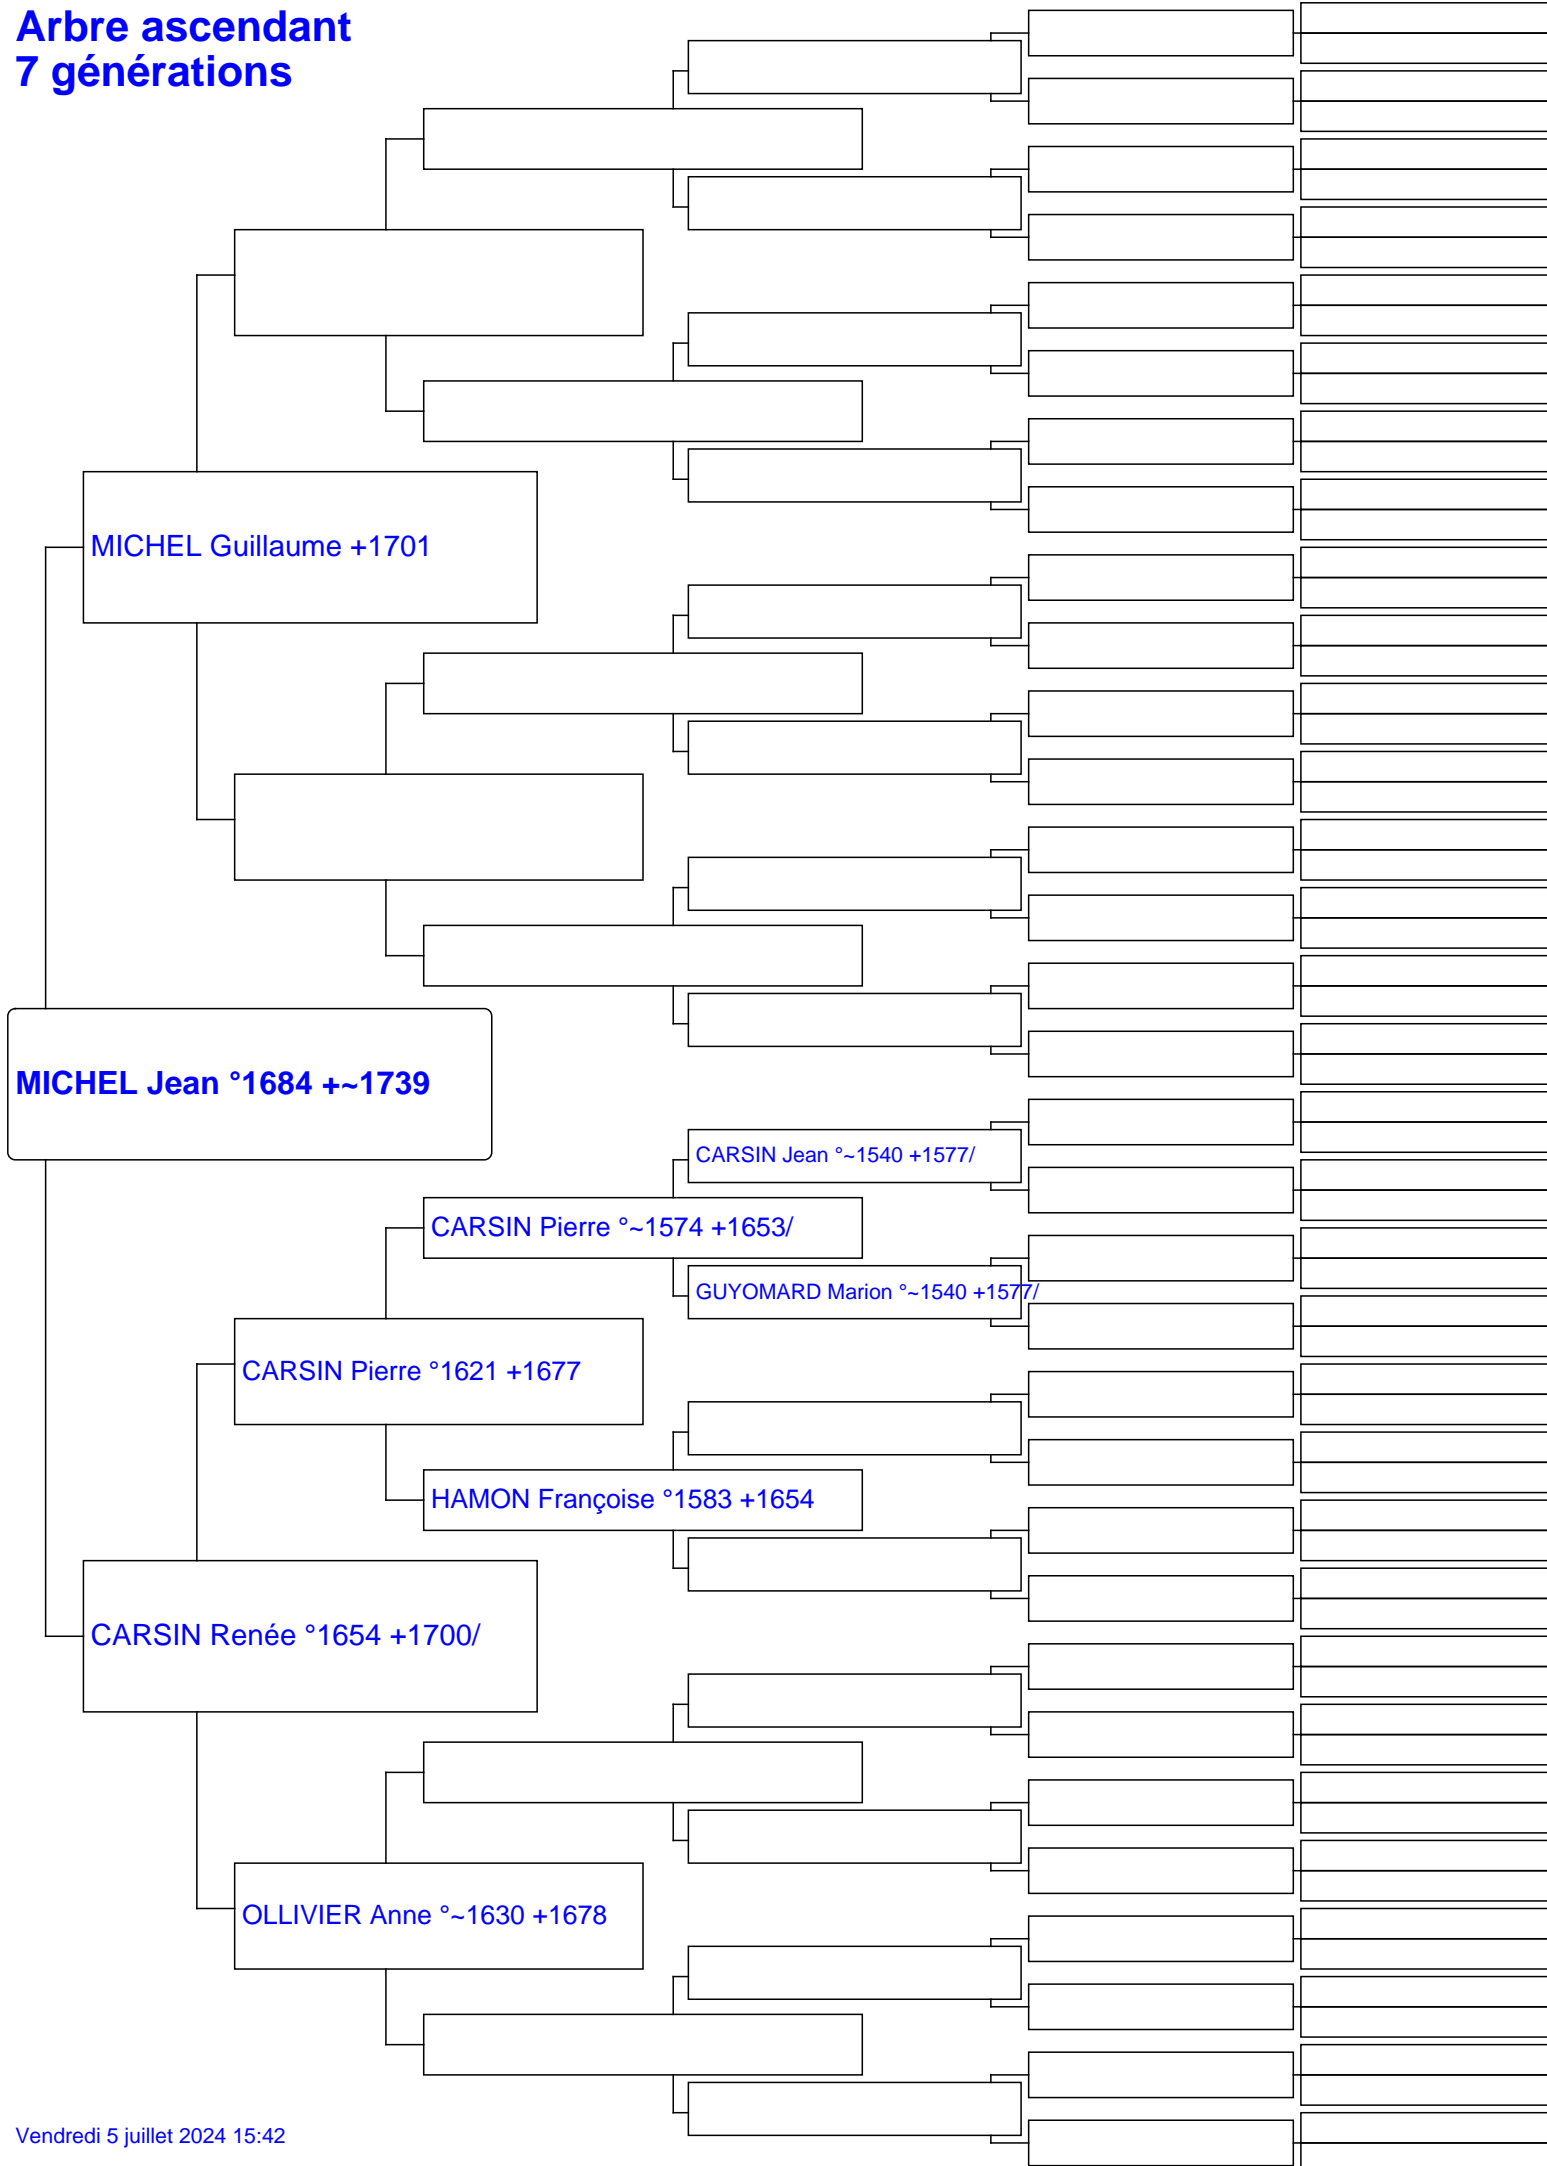 Arbre ascendant
7 générations
MICHEL Guillaume +1701
MICHEL Jean °1684 +~1739
CARSIN Jean °~1540 +1577/
CARSIN Pierre °~1574 +1653/
GUYOMARD Marion °~1540 +1577/
CARSIN Pierre °1621 +1677
HAMON Françoise °1583 +1654
CARSIN Renée °1654 +1700/
OLLIVIER Anne °~1630 +1678
Vendredi 5 juillet 2024 15:42